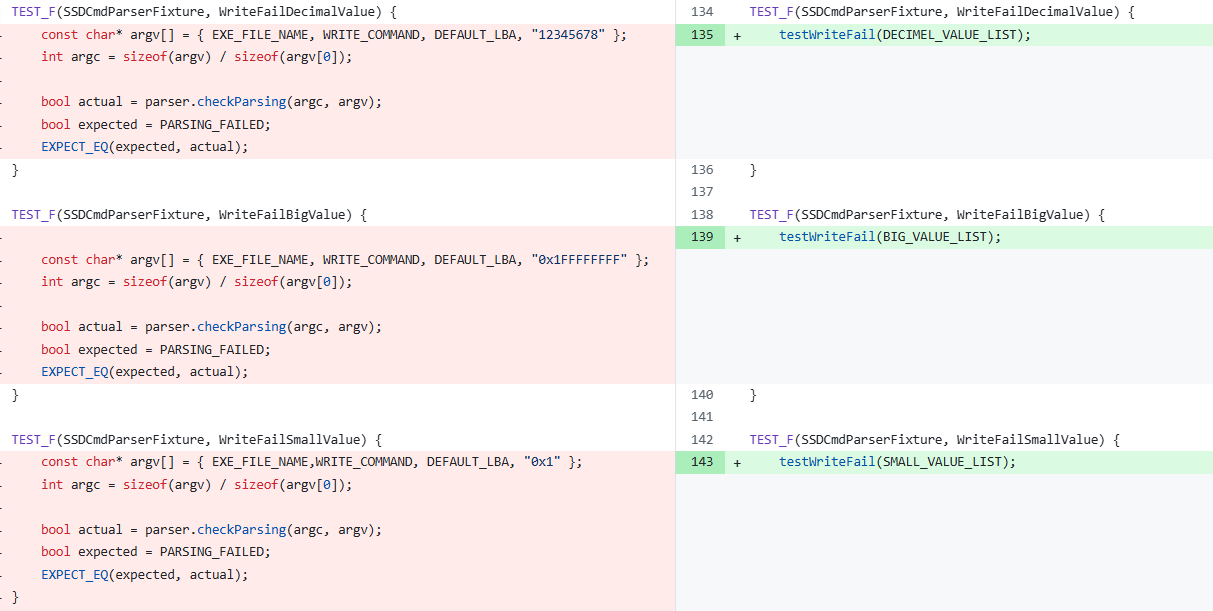 TEST_F(SSDCmdParserFixture, WriteFailDecimalValue) {
- const char* argv[] = { EXE_FILE_NAME, WRITE_COMMAND, DEFAULT_LBA, "12345678" };
- int argc = sizeof(argv) / sizeof(argv[0]);
-
- bool actual = parser.checkParsing(argc, argv);
- bool expected = PARSING_FAILED;
- EXPECT_EQ(expected, actual);
}
TEST_F(SSDCmdParserFixture, WriteFailBigValue) {
-
- const char* argv[] = { EXE_FILE_NAME, WRITE_COMMAND, DEFAULT_LBA, "0x1FFFFFFFF" };
- int argc = sizeof(argv) / sizeof(argv[0]);
-
- bool actual = parser.checkParsing(argc, argv);
- bool expected = PARSING_FAILED;
- EXPECT_EQ(expected, actual);
}
TEST_F(SSDCmdParserFixture, WriteFailSmallValue) {
- const char* argv[] = { EXE_FILE_NAME,WRITE_COMMAND, DEFAULT_LBA, "0x1" };
- int argc = sizeof(argv) / sizeof(argv[0]);
-
- bool actual = parser.checkParsing(argc, argv);
- bool expected = PARSING_FAILED;
- EXPECT_EQ(expected, actual);
- }
134 TEST_F(SSDCmdParserFixture, WriteFailDecimalValue) {
135 + testWriteFail(DECIMEL_VALUE_LIST);
136 }
137
138 TEST_F(SSDCmdParserFixture, WriteFailBigValue) {
139 + testWriteFail(BIG_VALUE_LIST);
140 }
141
142 TEST_F(SSDCmdParserFixture, WriteFailSmallValue) {
143 + testWriteFail(SMALL_VALUE_LIST);